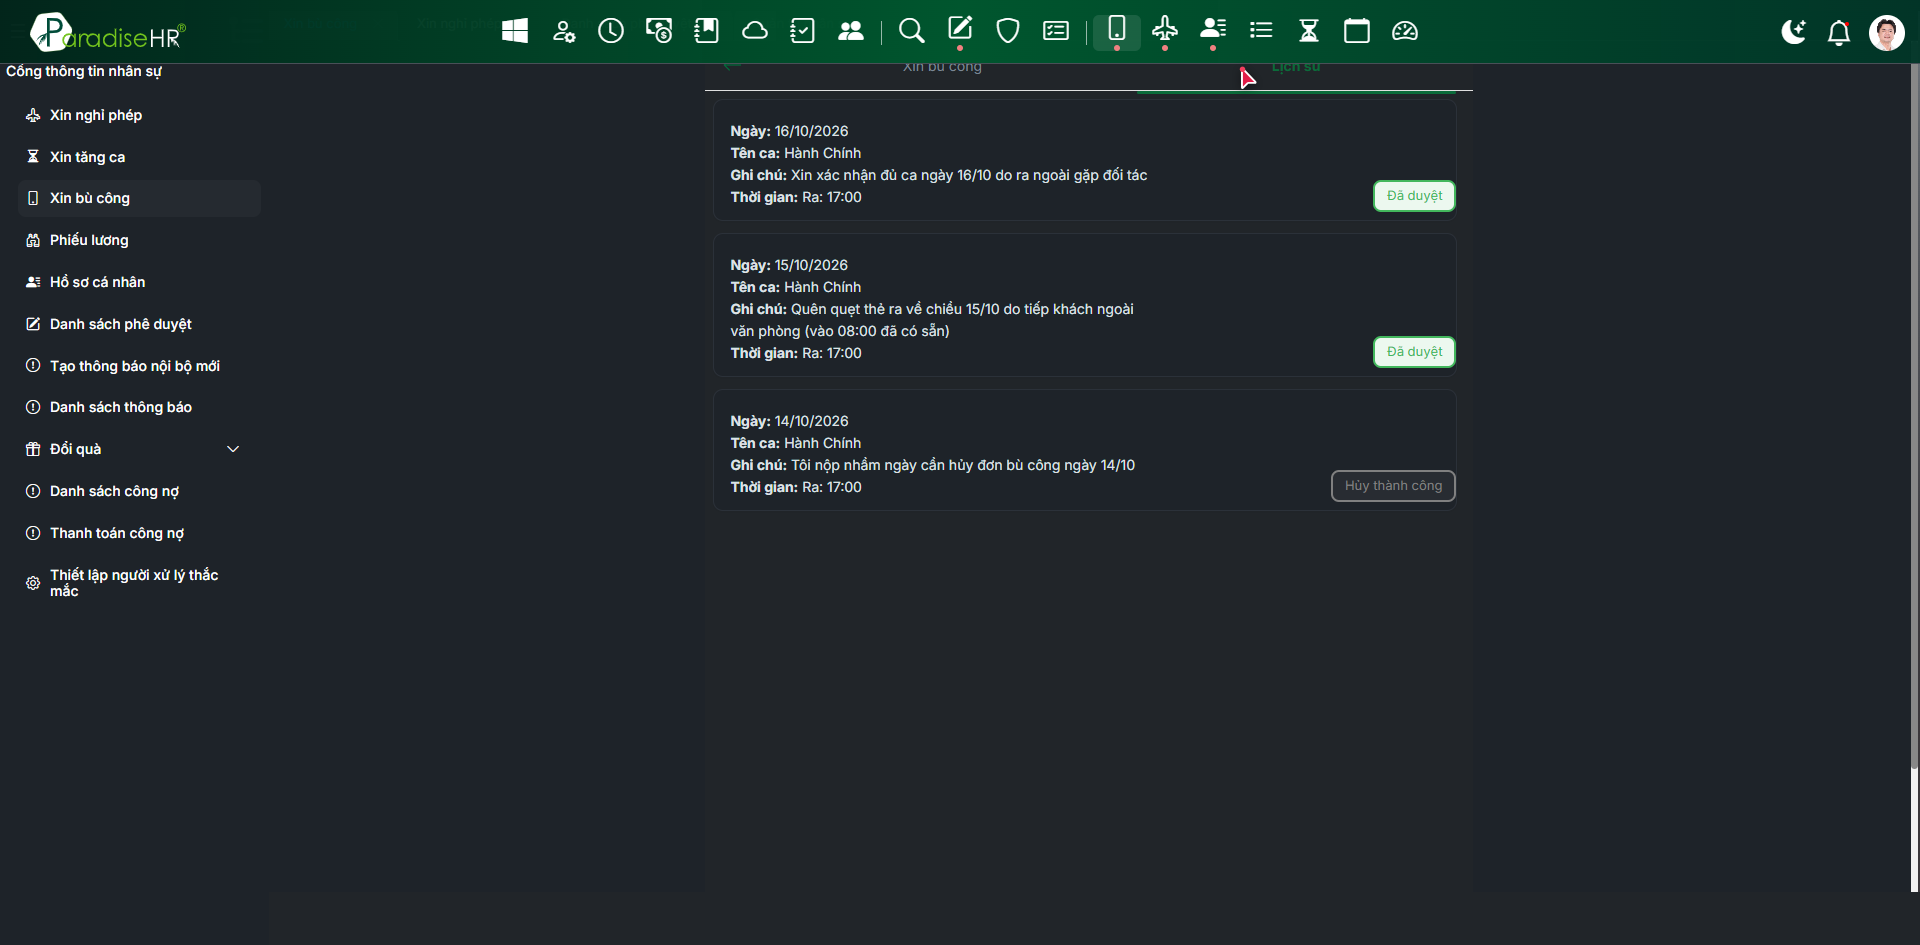 ParadiseHR®
Cổng thông tin nhân sự
Xin nghỉ phép
Xin tăng ca
Xin bù công
Phiếu lương
Hồ sơ cá nhân
Danh sách phê duyệt
Tạo thông báo nội bộ mới
Danh sách thông báo
Đổi quà
Danh sách công nợ
Thanh toán công nợ
Thiết lập người xử lý thắc
mắc
Xin bù công
Lịch sử
Ngày: 16/10/2026
Tên ca: Hành Chính
Ghi chú: Xin xác nhận đủ ca ngày 16/10 do ra ngoài gặp đối tác
Thời gian: Ra: 17:00
Đã duyệt
Ngày: 15/10/2026
Tên ca: Hành Chính
Ghi chú: Quên quẹt thẻ ra về chiều 15/10 do tiếp khách ngoài
văn phòng (vào 08:00 đã có sẵn)
Thời gian: Ra: 17:00
Đã duyệt
Ngày: 14/10/2026
Tên ca: Hành Chính
Ghi chú: Tôi nộp nhầm ngày cần hủy đơn bù công ngày 14/10
Thời gian: Ra: 17:00
Hủy thành công